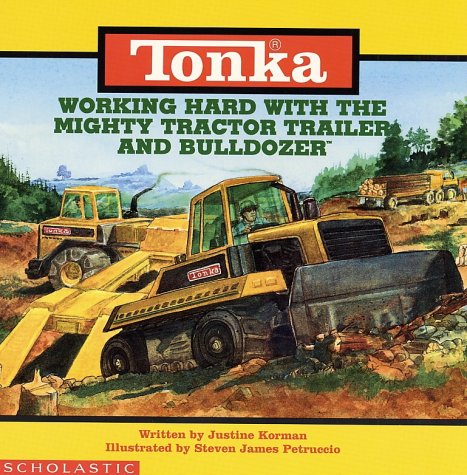 TONKA®
WORKING HARD WITH THE
MIGHTY TRACTOR TRAILER
AND BULLDOZER™
TONKA
TONKA
Written by Justine Korman
Illustrated by Steven James Petruccio
SCHOLASTIC